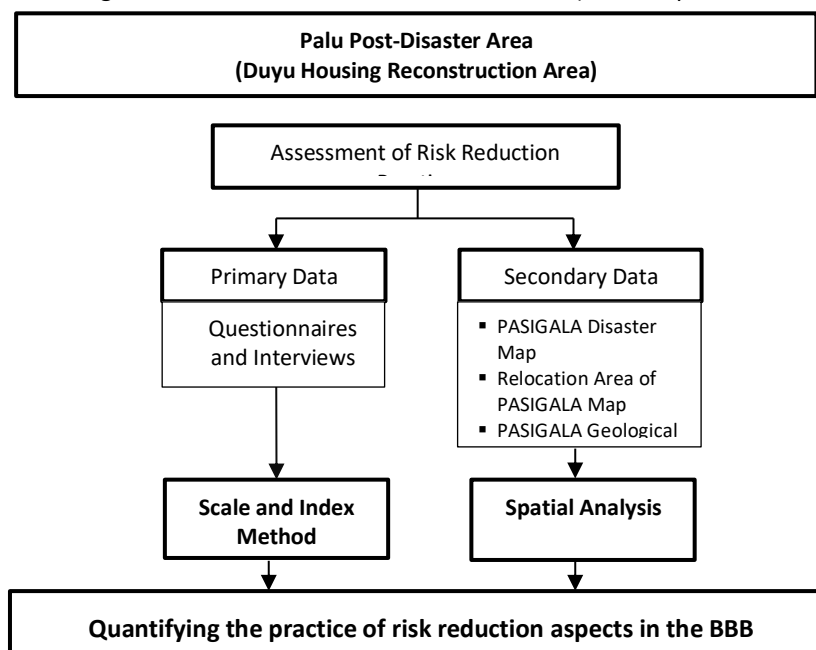 Palu Post-Disaster Area
(Duyu Housing Reconstruction Area)
Assessment of Risk Reduction
Primary Data
Questionnaires
and Interviews
Secondary Data
▪ PASIGALA Disaster
Map
▪ Relocation Area of
PASIGALA Map
▪ PASIGALA Geological
Scale and Index
Method
Spatial Analysis
Quantifying the practice of risk reduction aspects in the BBB